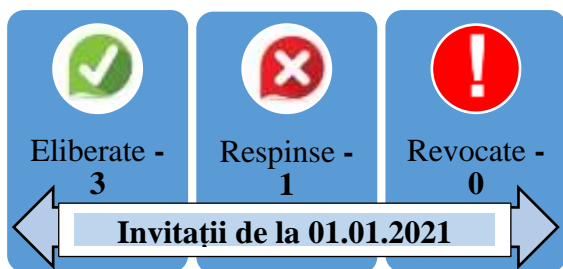 Eliberate -
3
Respinse -
1
Revocate -
0
Invitații de la 01.01.2021